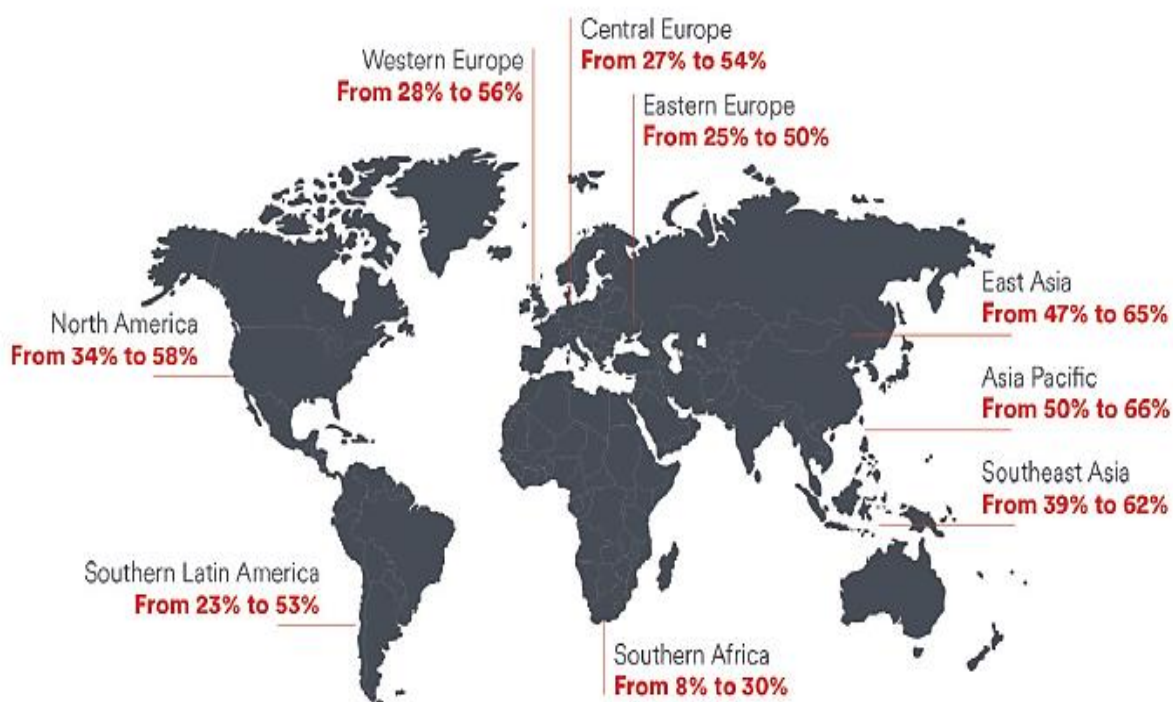 Central Europe
From 27% to 54%
Western Europe
From 28% to 56%
Eastern Europe
From 25% to 50%
East Asia
From 47% to 65%
North America
From 34% to 58%
Asia Pacific
From 50% to 66%
Southeast Asia
From 39% to 62%
Southern Latin America
From 23% to 53%
Southern Africa
From 8% to 30%